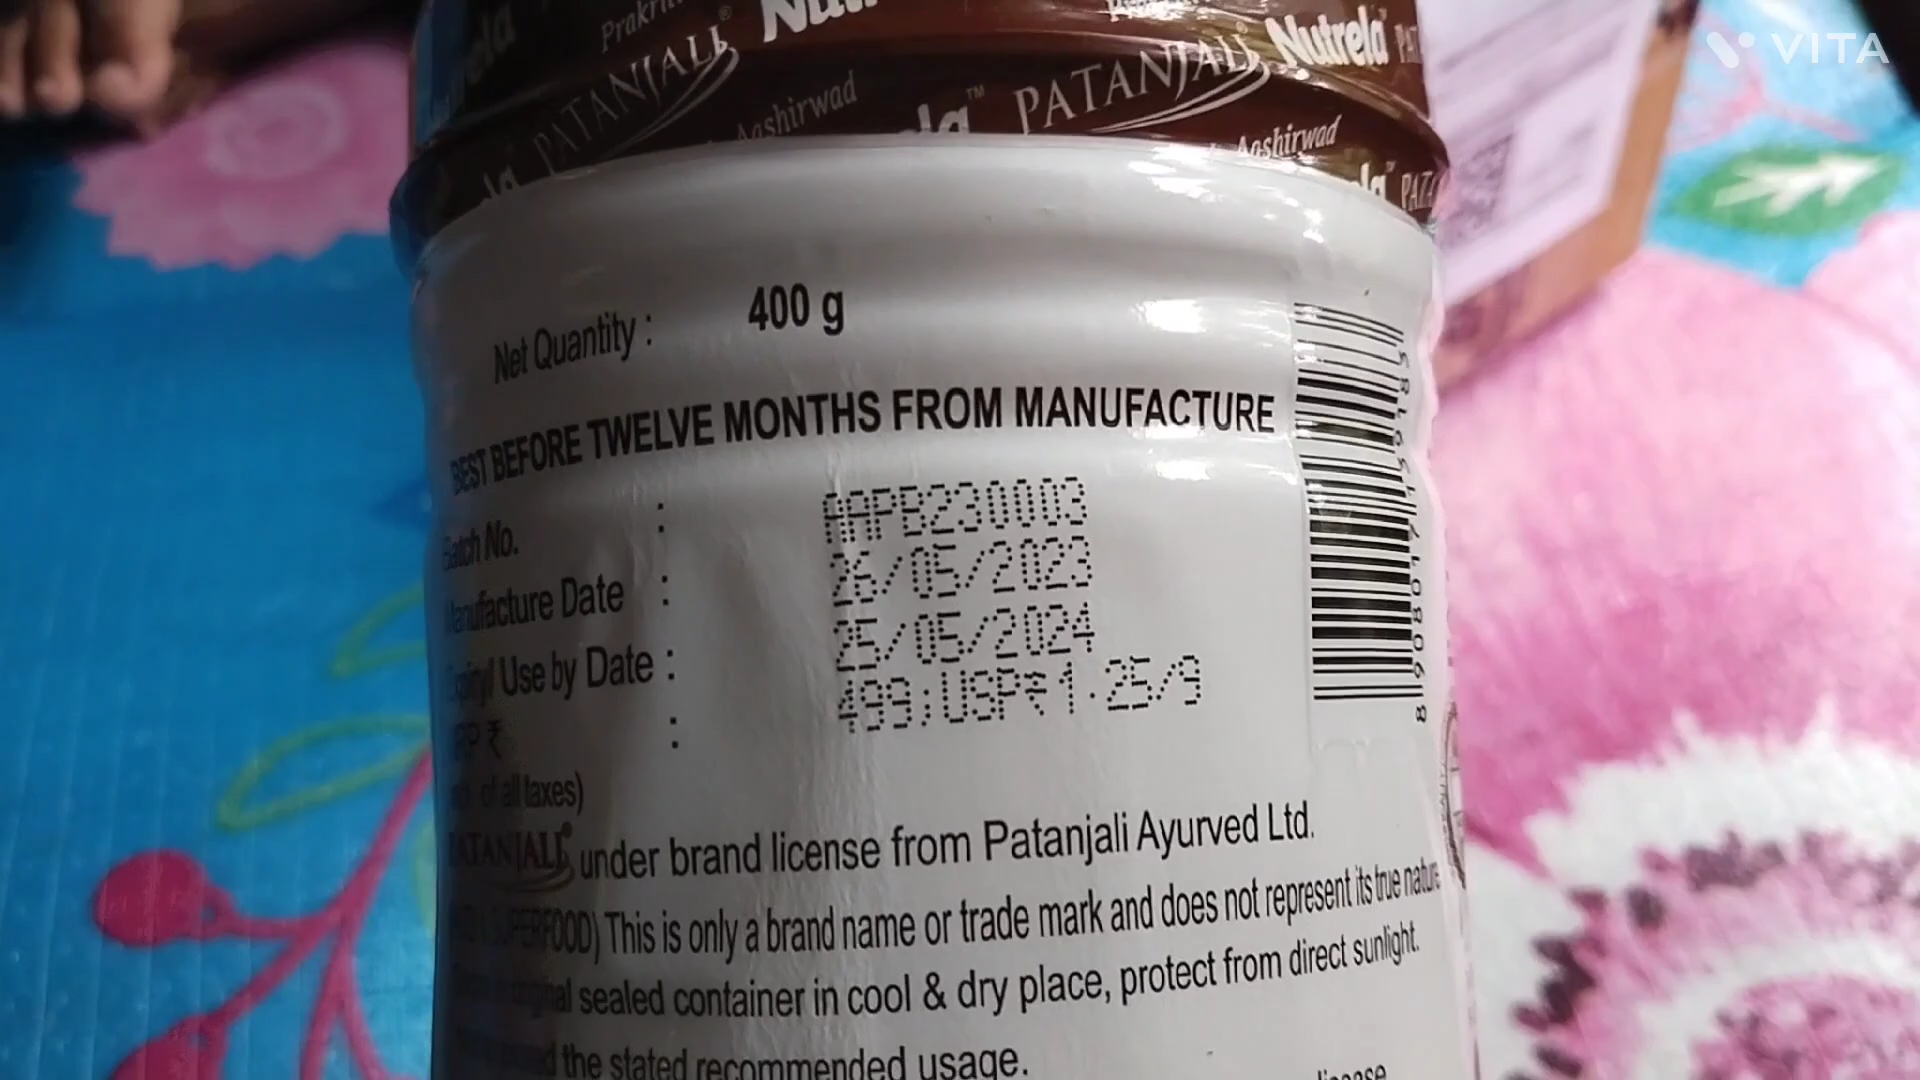 Nutrela
PATANJALI® Aashirwad
PATANJALI Aashirwad
VITA
Net Quantity : 400 g
BEST BEFORE TWELVE MONTHS FROM MANUFACTURE
Batch No. : AAPB230003
Manufacture Date : 26/05/2023
Use by Date : 25/05/2024
₹ : 499;USP₹1.25/g
of all taxes)
PATANJALI® under brand license from Patanjali Ayurved Ltd.
SUPERFOOD) This is only a brand name or trade mark and does not represent its true nature
original sealed container in cool & dry place, protect from direct sunlight.
the stated recommended usage.
license